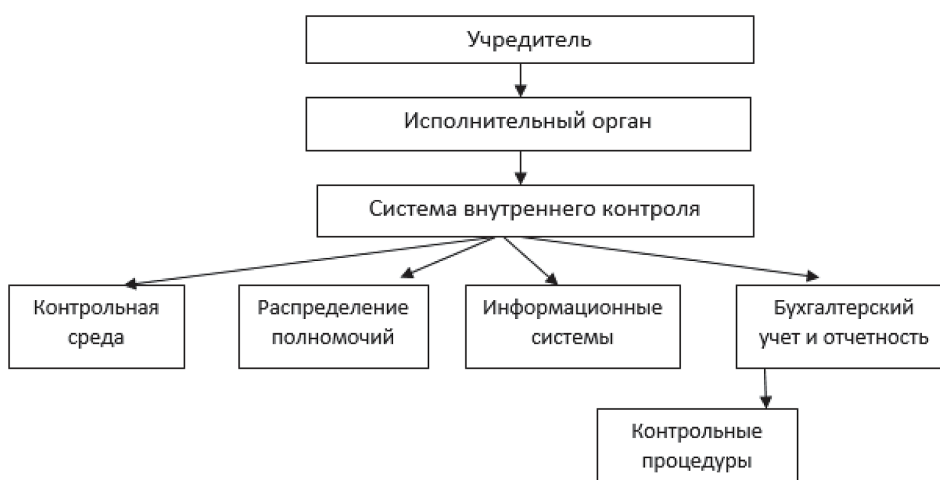 Учредитель
Исполнительный орган
Система внутреннего контроля
Контрольная
среда
Распределение
полномочий
Информационные
системы
Бухгалтерский
учет и отчетность
Контрольные
процедуры